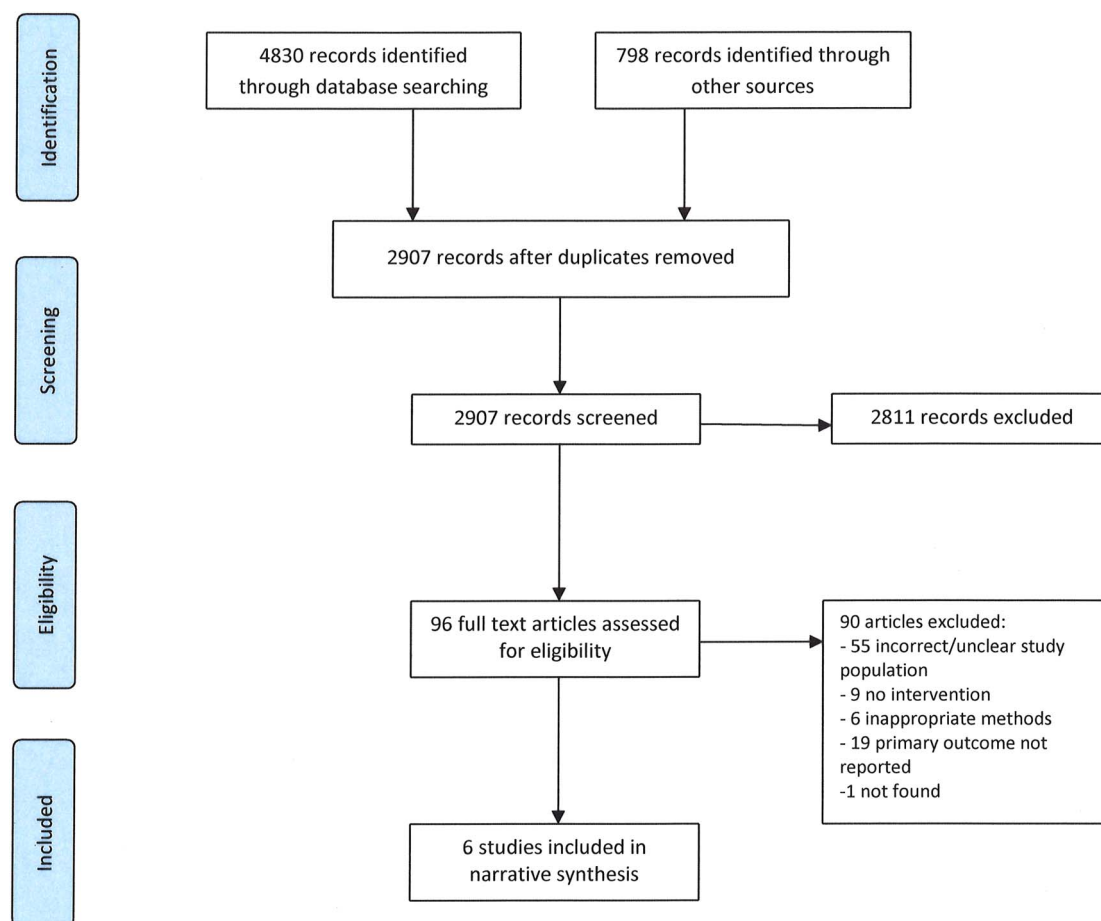 Identification
4830 records identified
through database searching
798 records identified through
other sources
2907 records after duplicates removed
Screening
2907 records screened
2811 records excluded
Eligibility
96 full text articles assessed
for eligibility
90 articles excluded:
- 55 incorrect/unclear study
population
- 9 no intervention
- 6 inappropriate methods
- 19 primary outcome not
reported
-1 not found
Included
6 studies included in
narrative synthesis